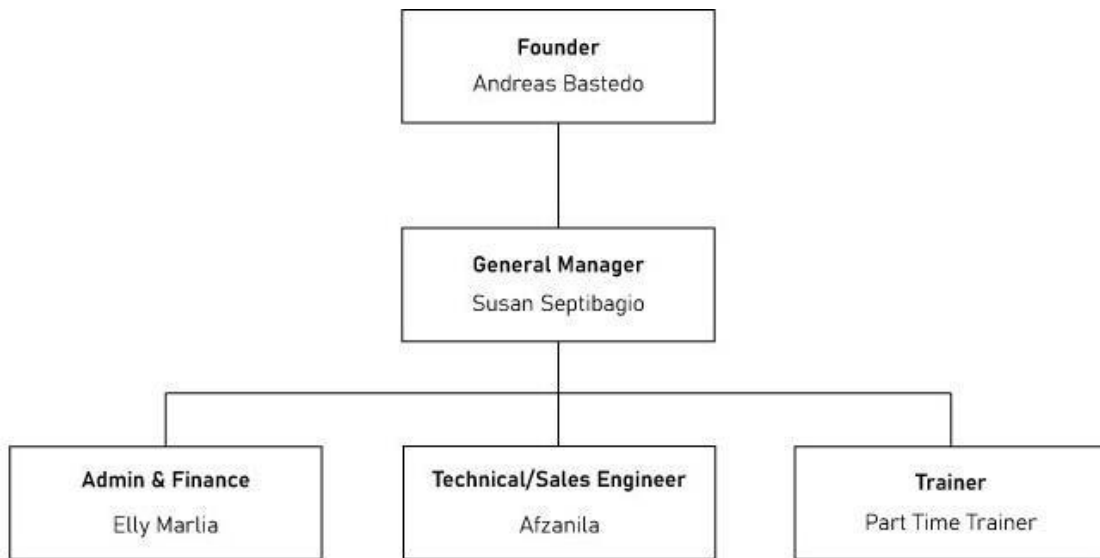 Founder
Andreas Bastedo
General Manager
Susan Septibagio
Admin & Finance
Elly Marlia
Technical/Sales Engineer
Afzanila
Trainer
Part Time Trainer